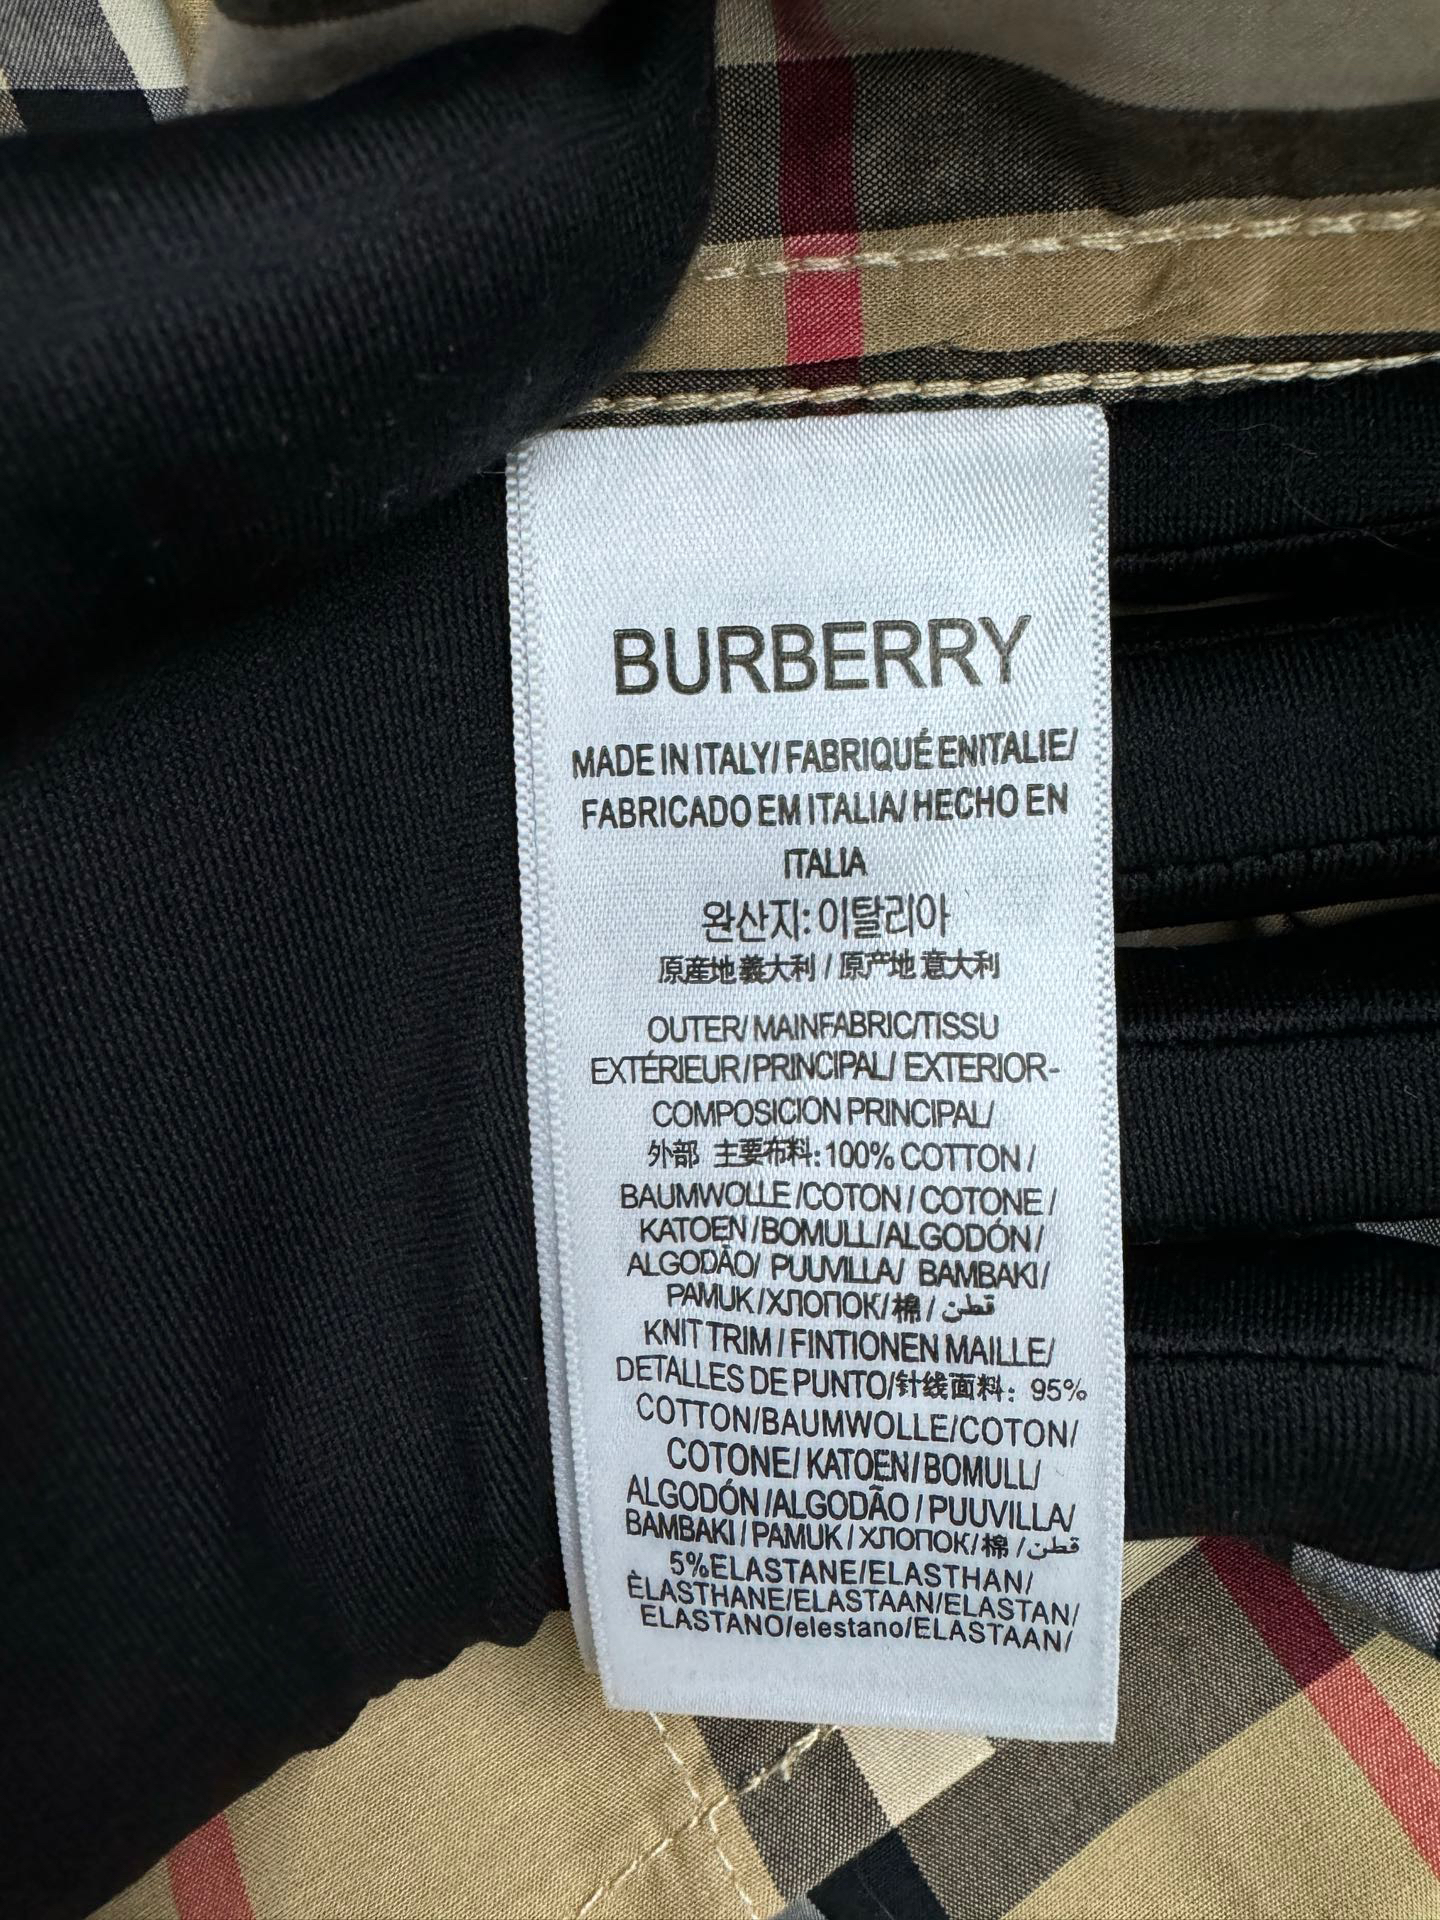 BURBERRY
MADE IN ITALY/ FABRIQUÉ ENITALIE/
FABRICADO EM ITALIA/ HECHO EN
ITALIA
완산지: 이탈리아
原産地 義大利 / 原产地 意大利
OUTER/ MAINFABRIC/TISSU
EXTÉRIEUR/PRINCIPAL/ EXTERIOR-
COMPOSICION PRINCIPAL/
外部 主要布料: 100% COTTON /
BAUMWOLLE /COTON / COTONE /
KATOEN /BOMULL/ALGODÓN /
ALGODÃO/ PUUVILLA/ BAMBAKI /
PAMUK /ХЛОПОК/ 棉 / قطن
KNIT TRIM / FINTIONEN MAILLE/
DETALLES DE PUNTO/针线面料: 95%
COTTON/BAUMWOLLE/COTON/
COTONE/ KATOEN/ BOMULL/
ALGODÓN /ALGODÃO / PUUVILLA/
BAMBAKI / PAMUK / ХЛОПОК/ 棉 / قطن
5%ELASTANE/ELASTHAN/
ÈLASTHANE/ELASTAAN/ELASTAN/
ELASTANO/elestano/ELASTAAN/